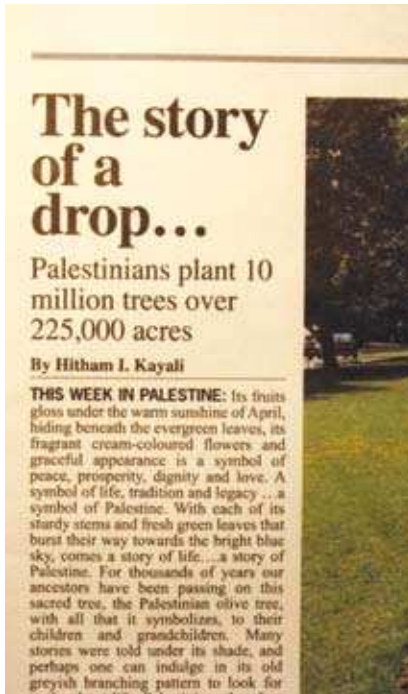 The story
of a
drop...
Palestinians plant 10
million trees over
225,000 acres
By Hitham I. Kayali
THIS WEEK IN PALESTINE: Its fruits
gloss under the warm sunshine of April,
hiding beneath the evergreen leaves, its
fragrant cream-coloured flowers and
graceful appearance is a symbol of
peace, prosperity, dignity and love. A
symbol of life, tradition and legacy ...a
symbol of Palestine. With each of its
sturdy stems and fresh green leaves that
burst their way towards the bright blue
sky, comes a story of life....a story of
Palestine. For thousands of years our
ancestors have been passing on this
sacred tree, the Palestinian olive tree,
with all that it symbolizes, to their
children and grandchildren. Many
stories were told under its shade, and
perhaps one can indulge in its old
greyish branching pattern to look for